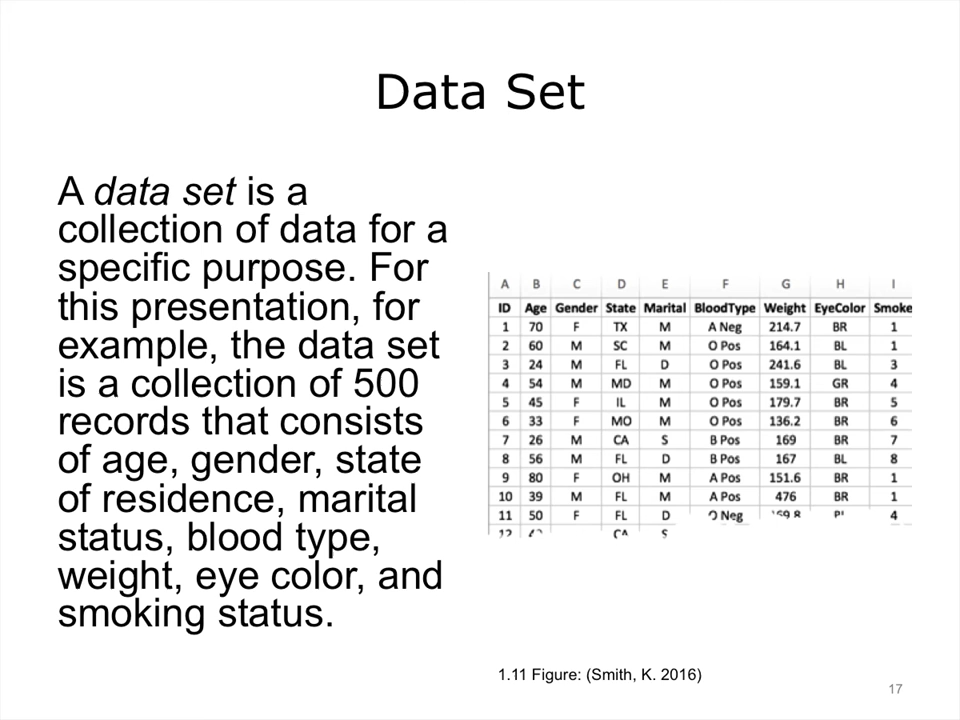 Data Set
A data set is a
collection of data for a
specific purpose. For
this presentation, for
example, the data set
is a collection of 500
records that consists
of age, gender, state
of residence, marital
status, blood type,
weight, eye color, and
smoking status.
A B C D E F G H I
ID Age Gender State Marital BloodType Weight EyeColor Smoke
1 70 F TX M A Neg 214.7 BR 1
2 60 M SC M O Pos 164.1 BL 1
3 24 M FL D O Pos 241.6 BL 3
4 54 M MD M O Pos 159.1 GR 4
5 45 F IL M O Pos 179.7 BR 5
6 33 F MO M O Pos 136.2 BR 6
7 26 M CA S B Pos 169 BR 7
8 56 M FL D B Pos 167 BL 8
9 80 F OH M A Pos 151.6 BR 1
10 39 M FL M A Pos 476 BR 1
11 50 F FL D O Neg 4
CA S
1.11 Figure: (Smith, K. 2016)
17